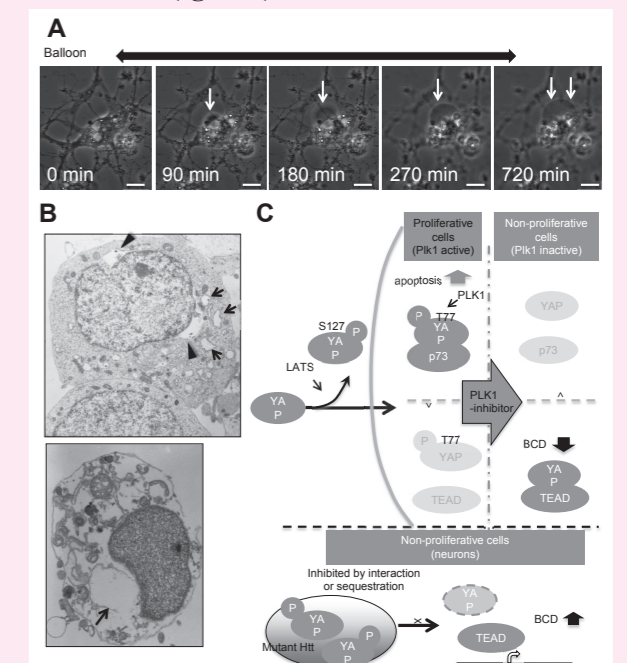 A
Balloon
0 min
90 min
180 min
270 min
720 min
B
C
Proliferative
cells
(Plk1 active)
Non-proliferative
cells
(Plk1 inactive)
apoptosis
PLK1
P
T77
YA
P
p73
YAP
p73
S127
P
YA
P
LATS
YA
P
PLK1
-inhibitor
v
^
P
T77
YAP
TEAD
BCD
YA
P
TEAD
Non-proliferative cells
(neurons)
Inhibited by interaction
or sequestration
P
YA
P
P
Mutant Htt
YA
P
x
YA
P
TEAD
BCD